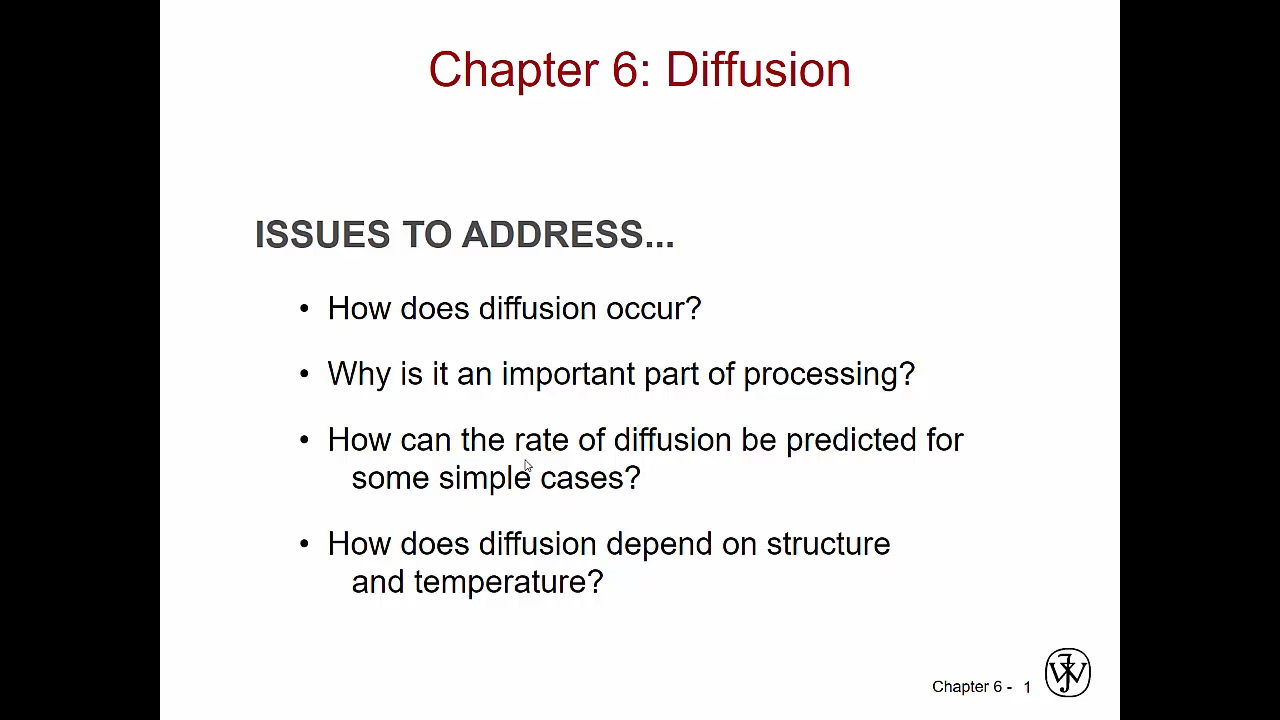 Chapter 6: Diffusion
ISSUES TO ADDRESS...
• How does diffusion occur?
• Why is it an important part of processing?
• How can the rate of diffusion be predicted for
some simple cases?
• How does diffusion depend on structure
and temperature?
Chapter 6 - 1